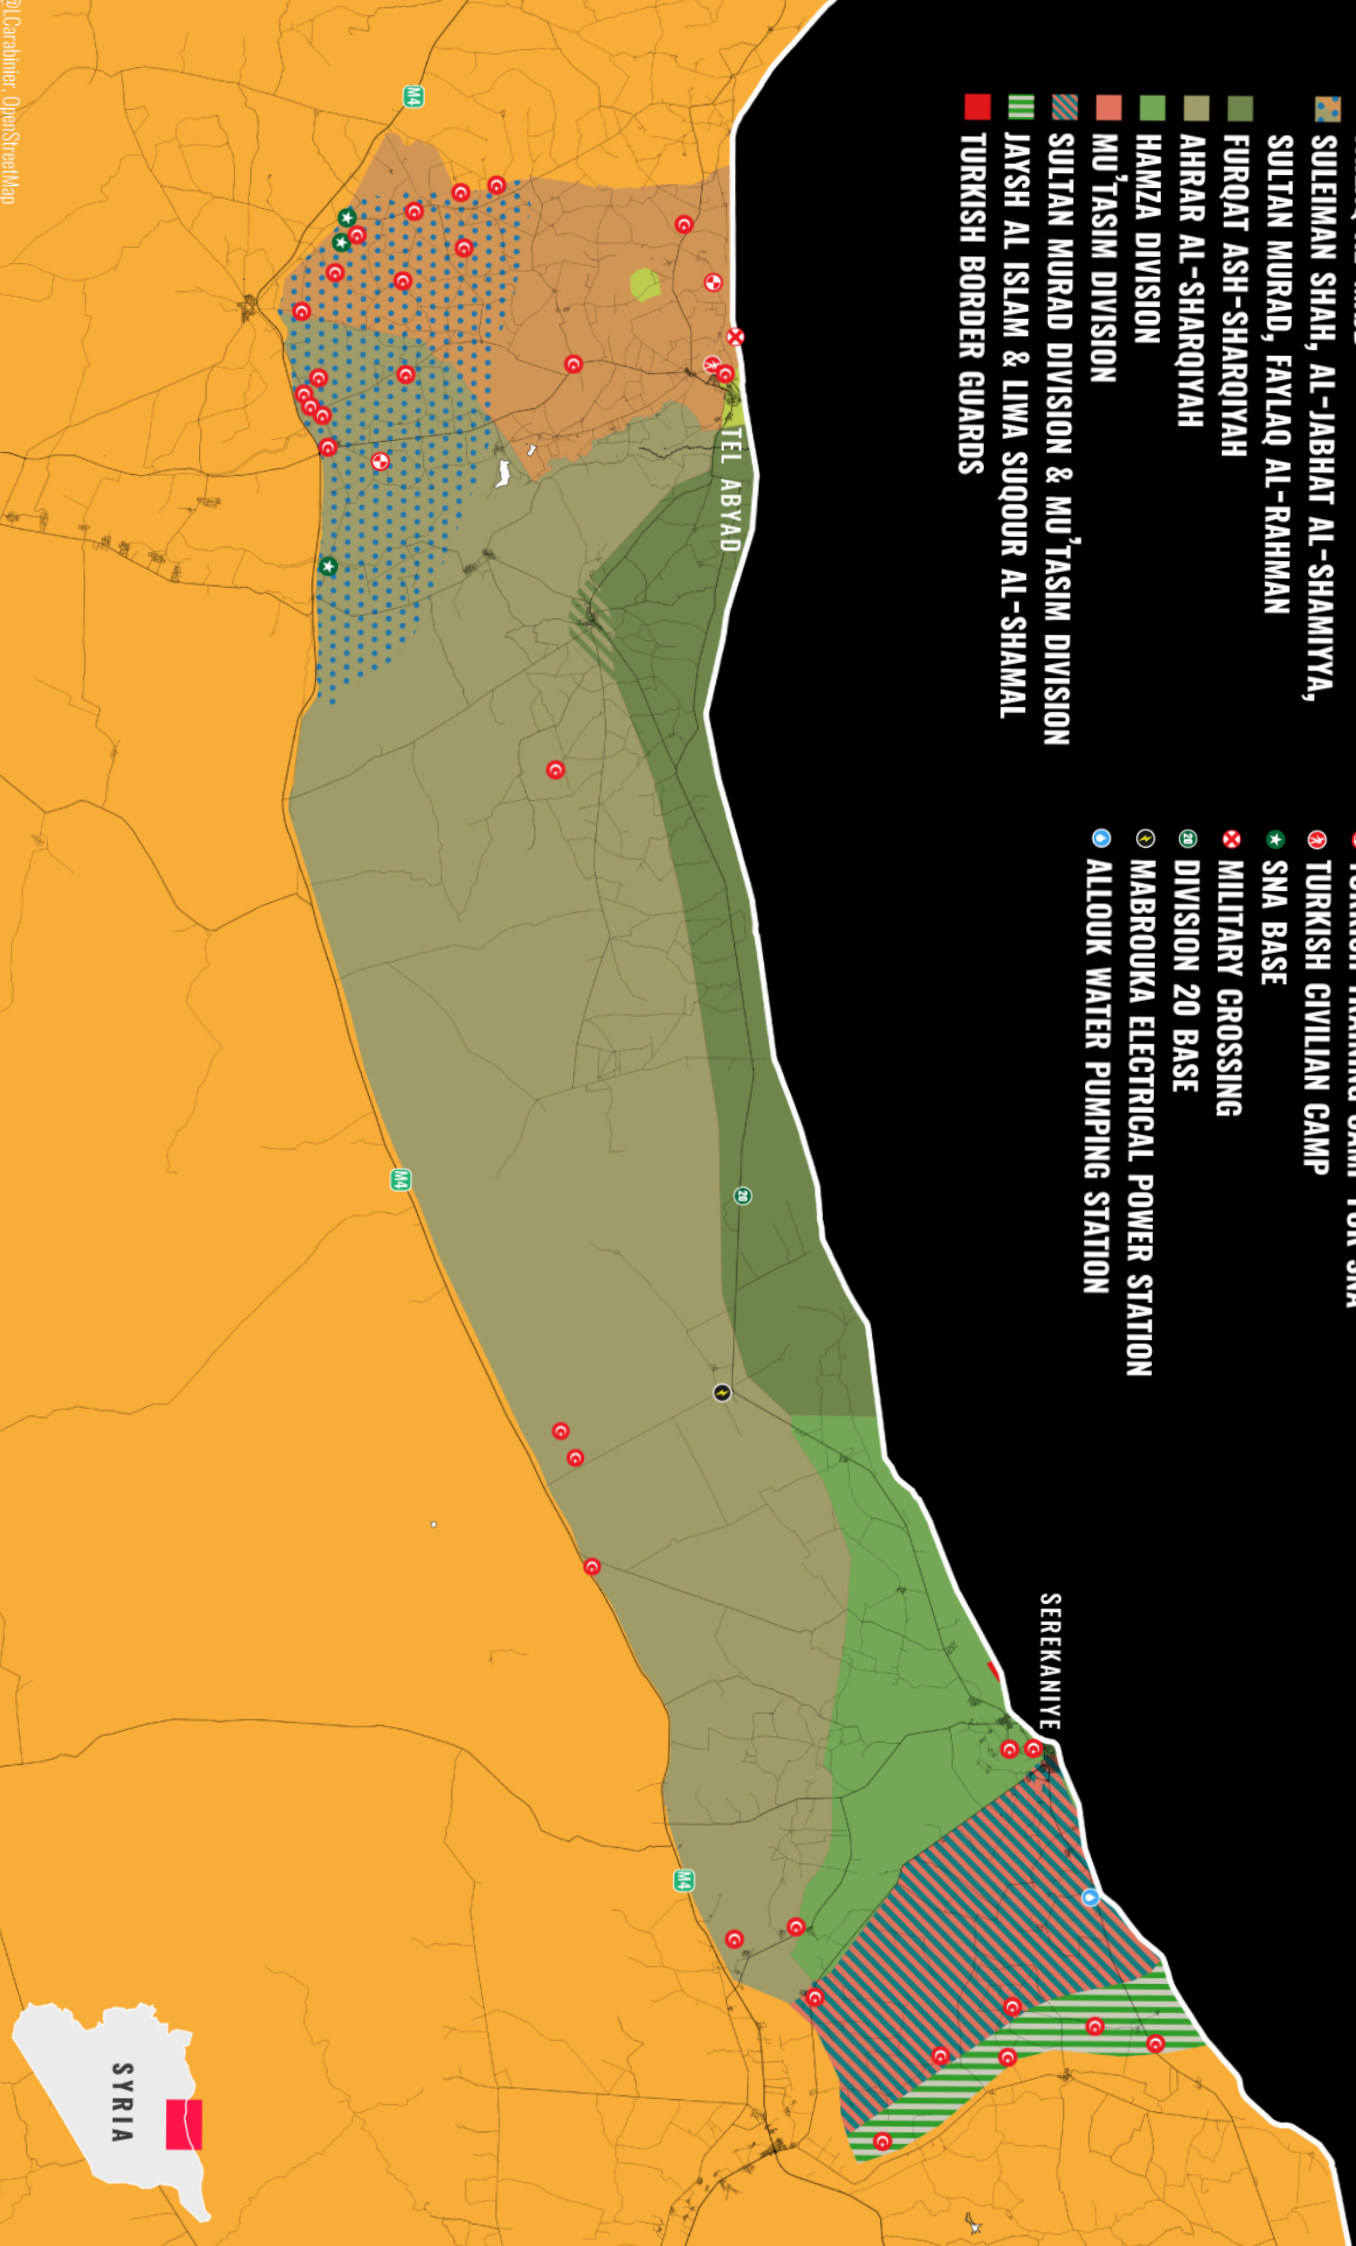 SULEIMAN SHAH, AL-JABHAT AL-SHAMIYYA,
SULTAN MURAD, FAYLAQ AL-RAHMAN
FURQAT ASH-SHARQIYAH
AHRAR AL-SHARQIYAH
HAMZA DIVISION
MU'TASIM DIVISION
SULTAN MURAD DIVISION & MU'TASIM DIVISION
JAYSH AL ISLAM & LIWA SUQOUR AL-SHAMAL
TURKISH BORDER GUARDS
TURKISH CIVILIAN CAMP
SNA BASE
MILITARY CROSSING
20 DIVISION 20 BASE
MABROUKA ELECTRICAL POWER STATION
ALLOUK WATER PUMPING STATION
SEREKANIYE
TEL ABYAD
20
M4
M4
M4
SYRIA
@LCarabinier, OpenStreetMap